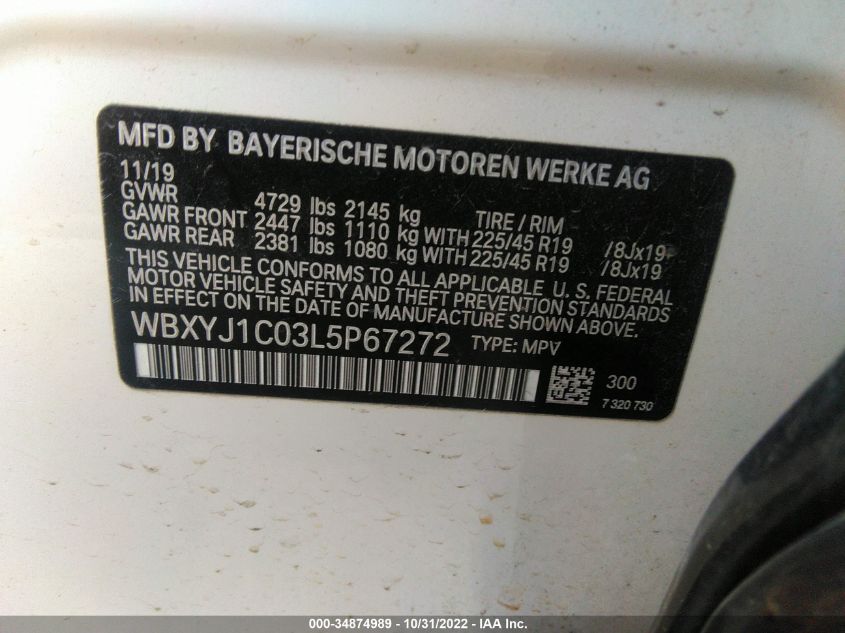 MFD BY BAYERISCHE MOTOREN WERKE AG
11/19
GVWR 4729 lbs 2145 kg TIRE / RIM
GAWR FRONT 2447 lbs 1110 kg WITH 225/45 R19 /8Jx19
GAWR REAR 2381 lbs 1080 kg WITH 225/45 R19 /8Jx19
THIS VEHICLE CONFORMS TO ALL APPLICABLE U. S. FEDERAL
MOTOR VEHICLE SAFETY AND THEFT PREVENTION STANDARDS
IN EFFECT ON THE DATE OF MANUFACTURE SHOWN ABOVE.
WBXYJ1C03L5P67272 TYPE: MPV
300
7 320 730
000-34874989 - 10/31/2022 - IAA Inc.